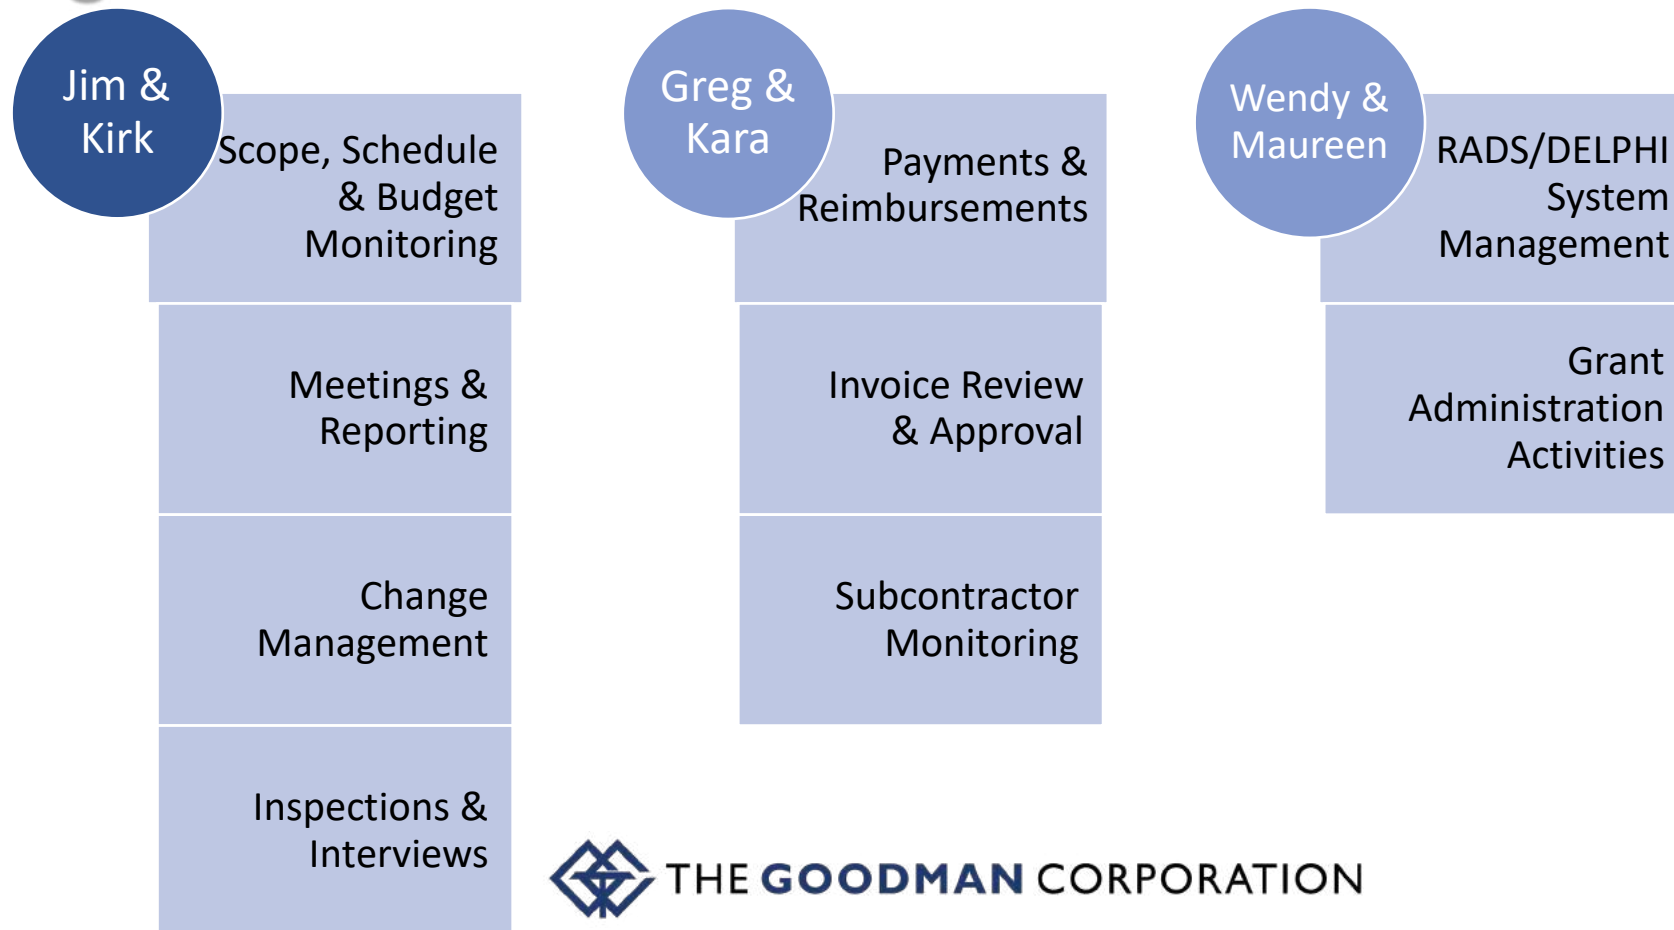 Jim &
Kirk
Scope, Schedule
& Budget
Monitoring
Meetings &
Reporting
Change
Management
Inspections &
Interviews
Greg &
Kara
Payments &
Reimbursements
Invoice Review
& Approval
Subcontractor
Monitoring
Wendy &
Maureen
RADS/DELPHI
System
Management
Grant
Administration
Activities
THE GOODMAN CORPORATION